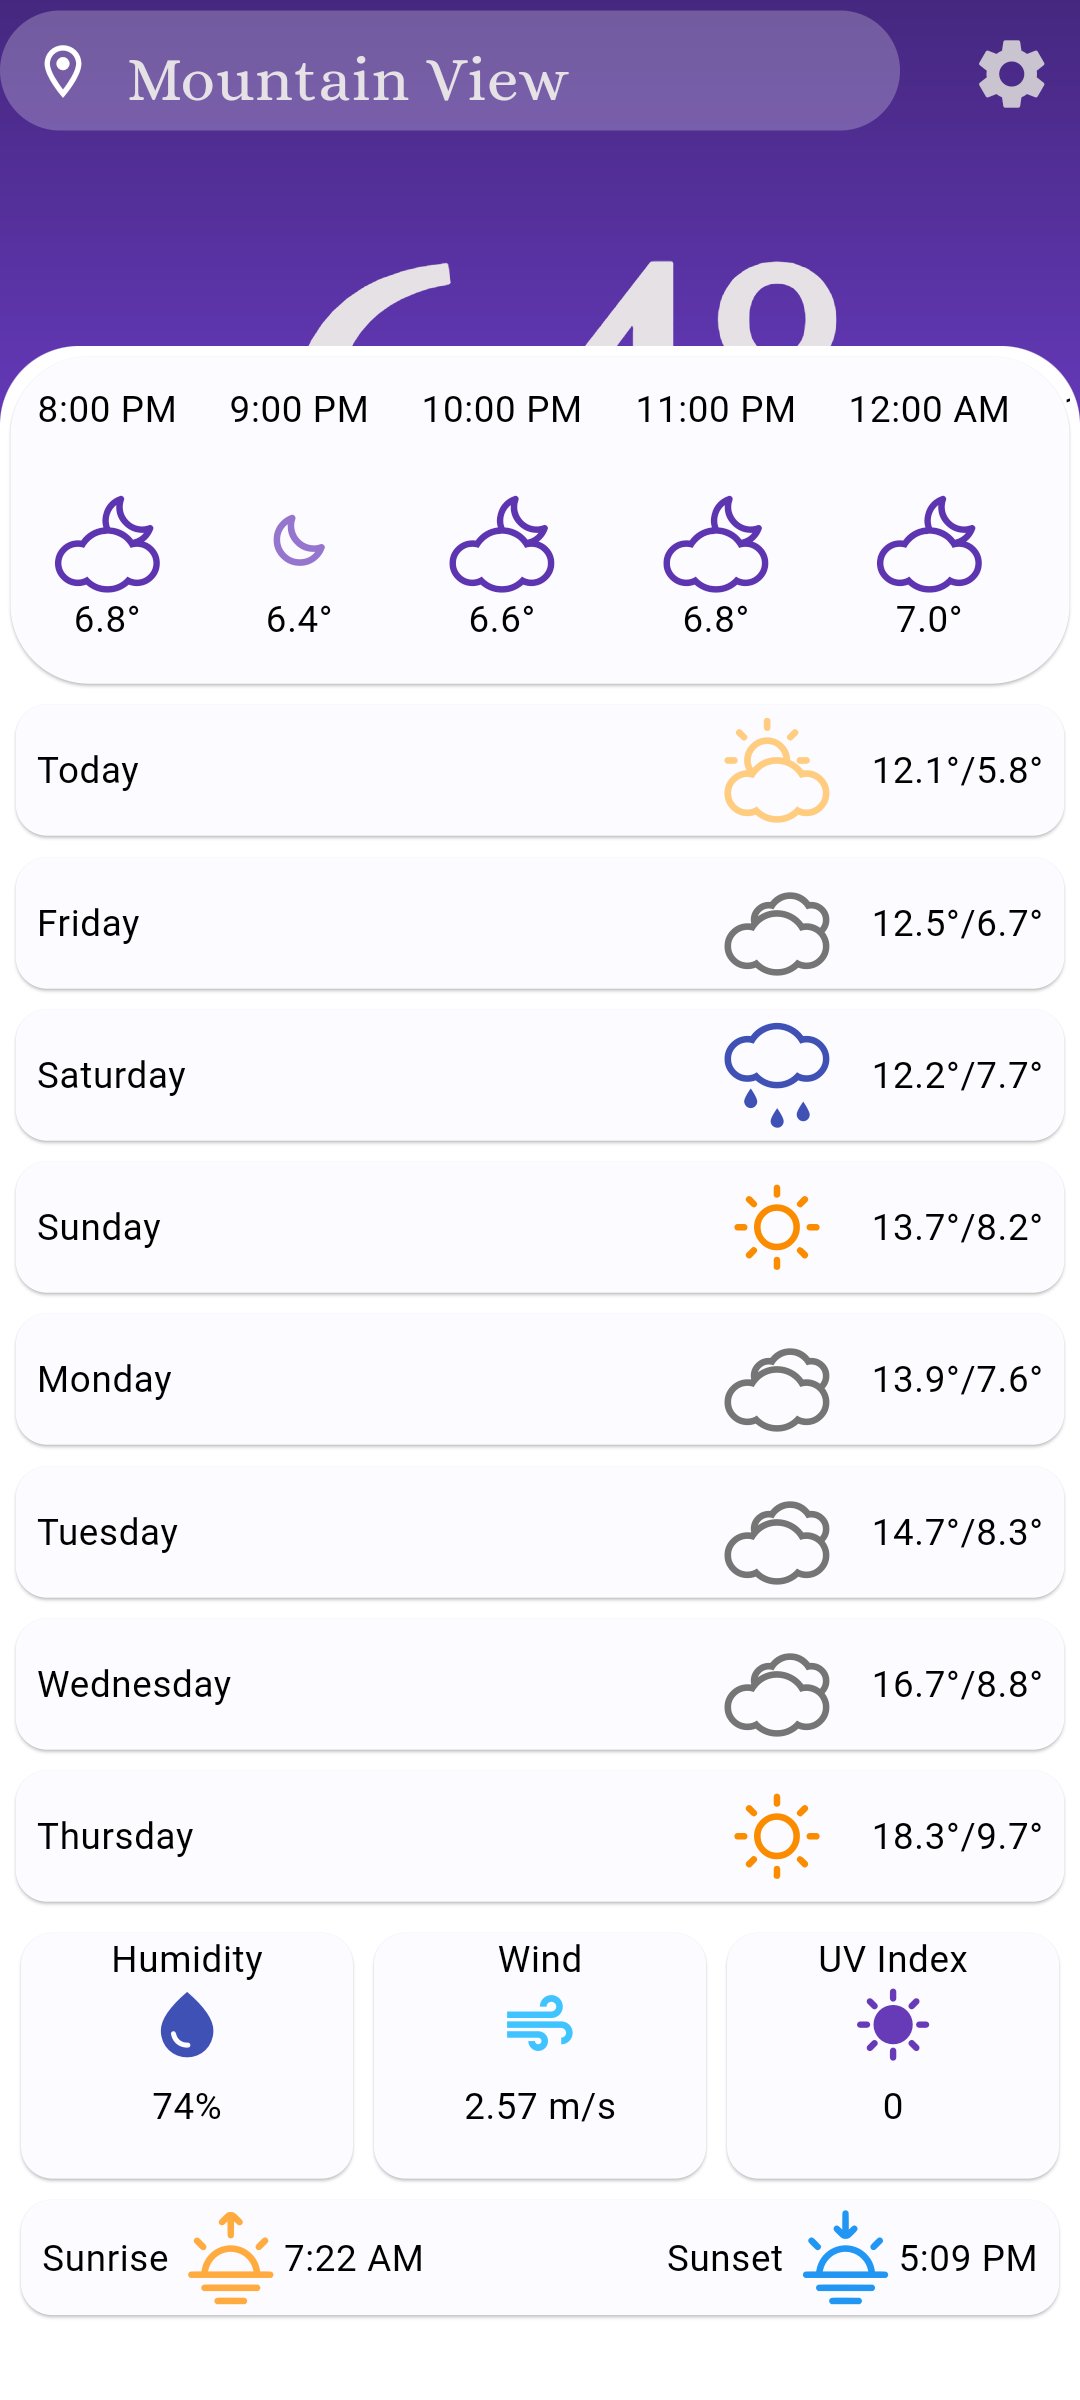 Mountain View
8:00 PM 9:00 PM 10:00 PM 11:00 PM 12:00 AM
6.8° 6.4° 6.6° 6.8° 7.0°
Today 12.1°/5.8°
Friday 12.5°/6.7°
Saturday 12.2°/7.7°
Sunday 13.7°/8.2°
Monday 13.9°/7.6°
Tuesday 14.7°/8.3°
Wednesday 16.7°/8.8°
Thursday 18.3°/9.7°
Humidity Wind UV Index
74% 2.57 m/s 0
Sunrise 7:22 AM Sunset 5:09 PM